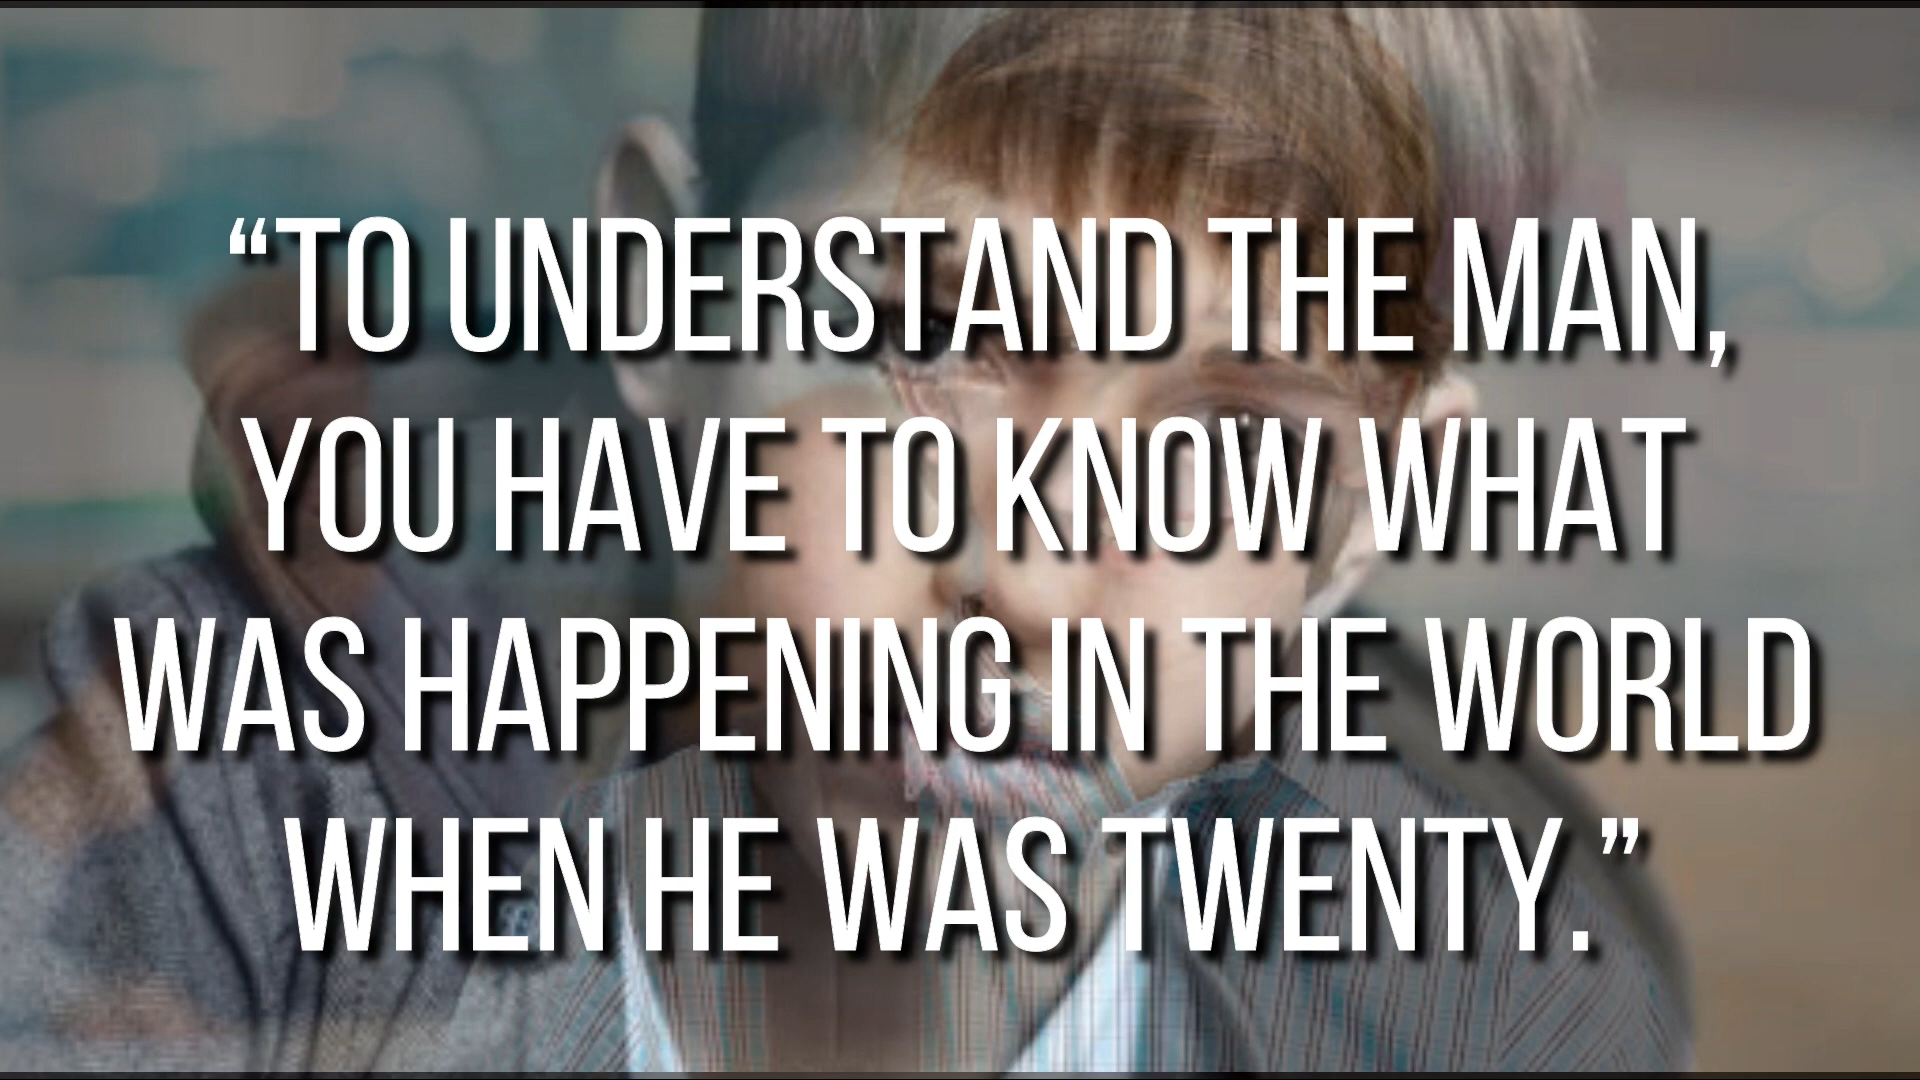 “TO UNDERSTAND THE MAN,
YOU HAVE TO KNOW WHAT
WAS HAPPENING IN THE WORLD
WHEN HE WAS TWENTY.”